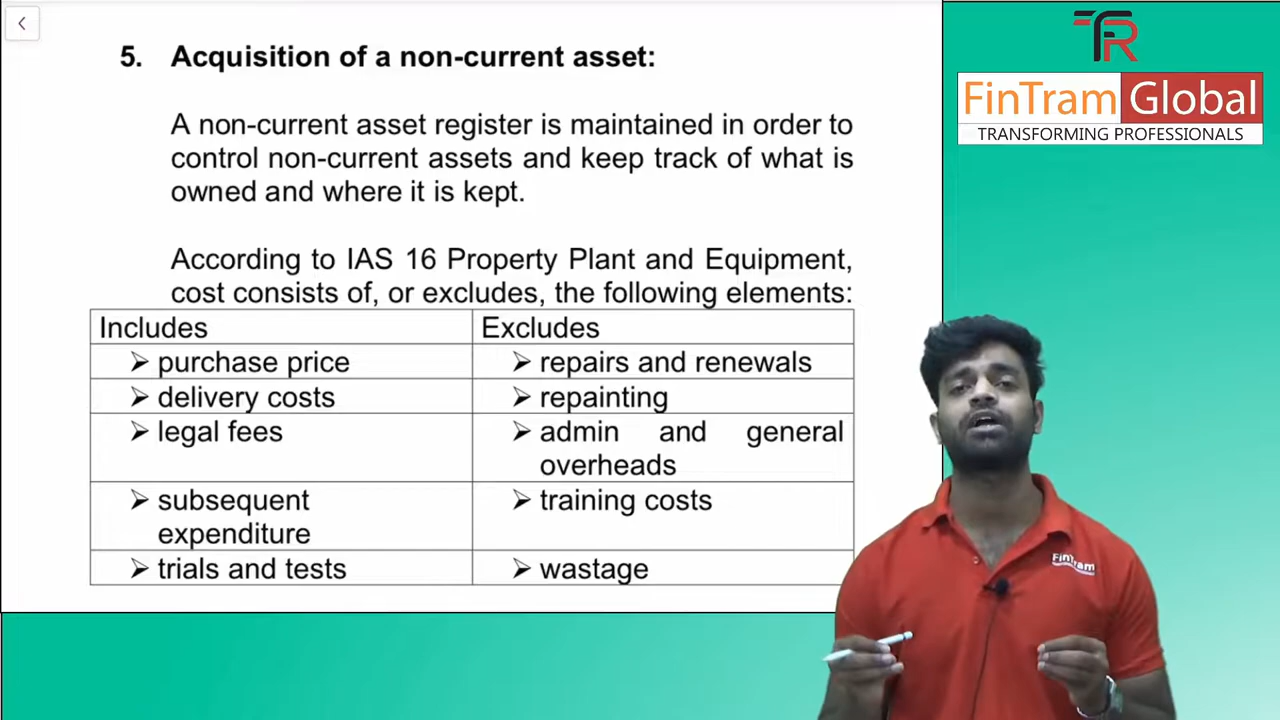 5. Acquisition of a non-current asset:
A non-current asset register is maintained in order to
control non-current assets and keep track of what is
owned and where it is kept.
According to IAS 16 Property Plant and Equipment,
cost consists of, or excludes, the following elements:
Includes Excludes
➢ purchase price ➢ repairs and renewals
➢ delivery costs ➢ repainting
➢ legal fees ➢ admin and general
overheads
➢ subsequent ➢ training costs
expenditure
➢ trials and tests ➢ wastage
FinTram Global
TRANSFORMING PROFESSIONALS
FinTram